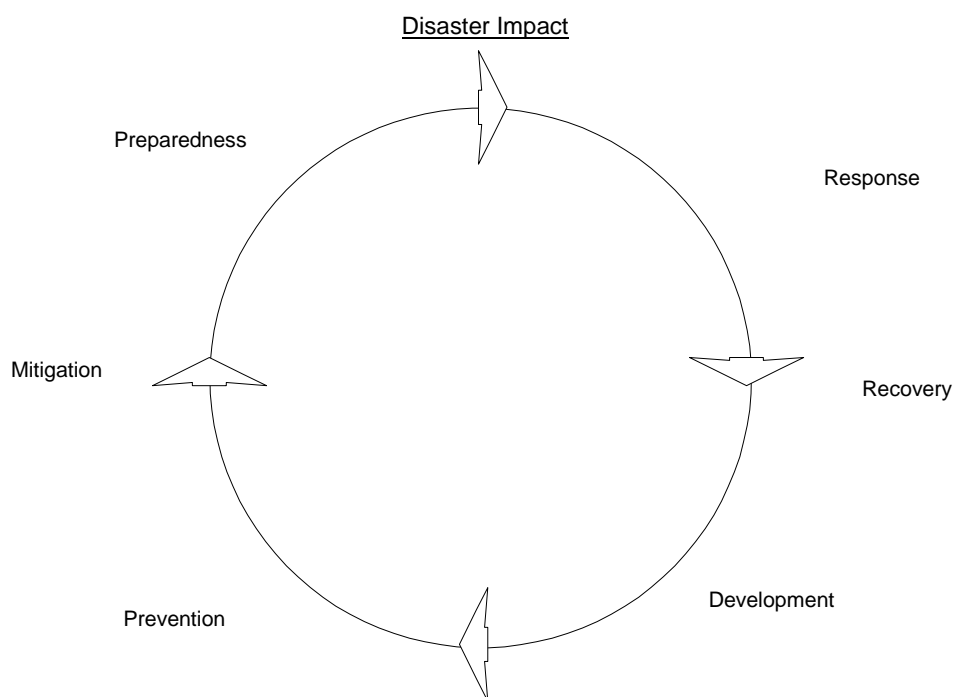 Disaster Impact
Preparedness
Response
Mitigation
Recovery
Development
Prevention